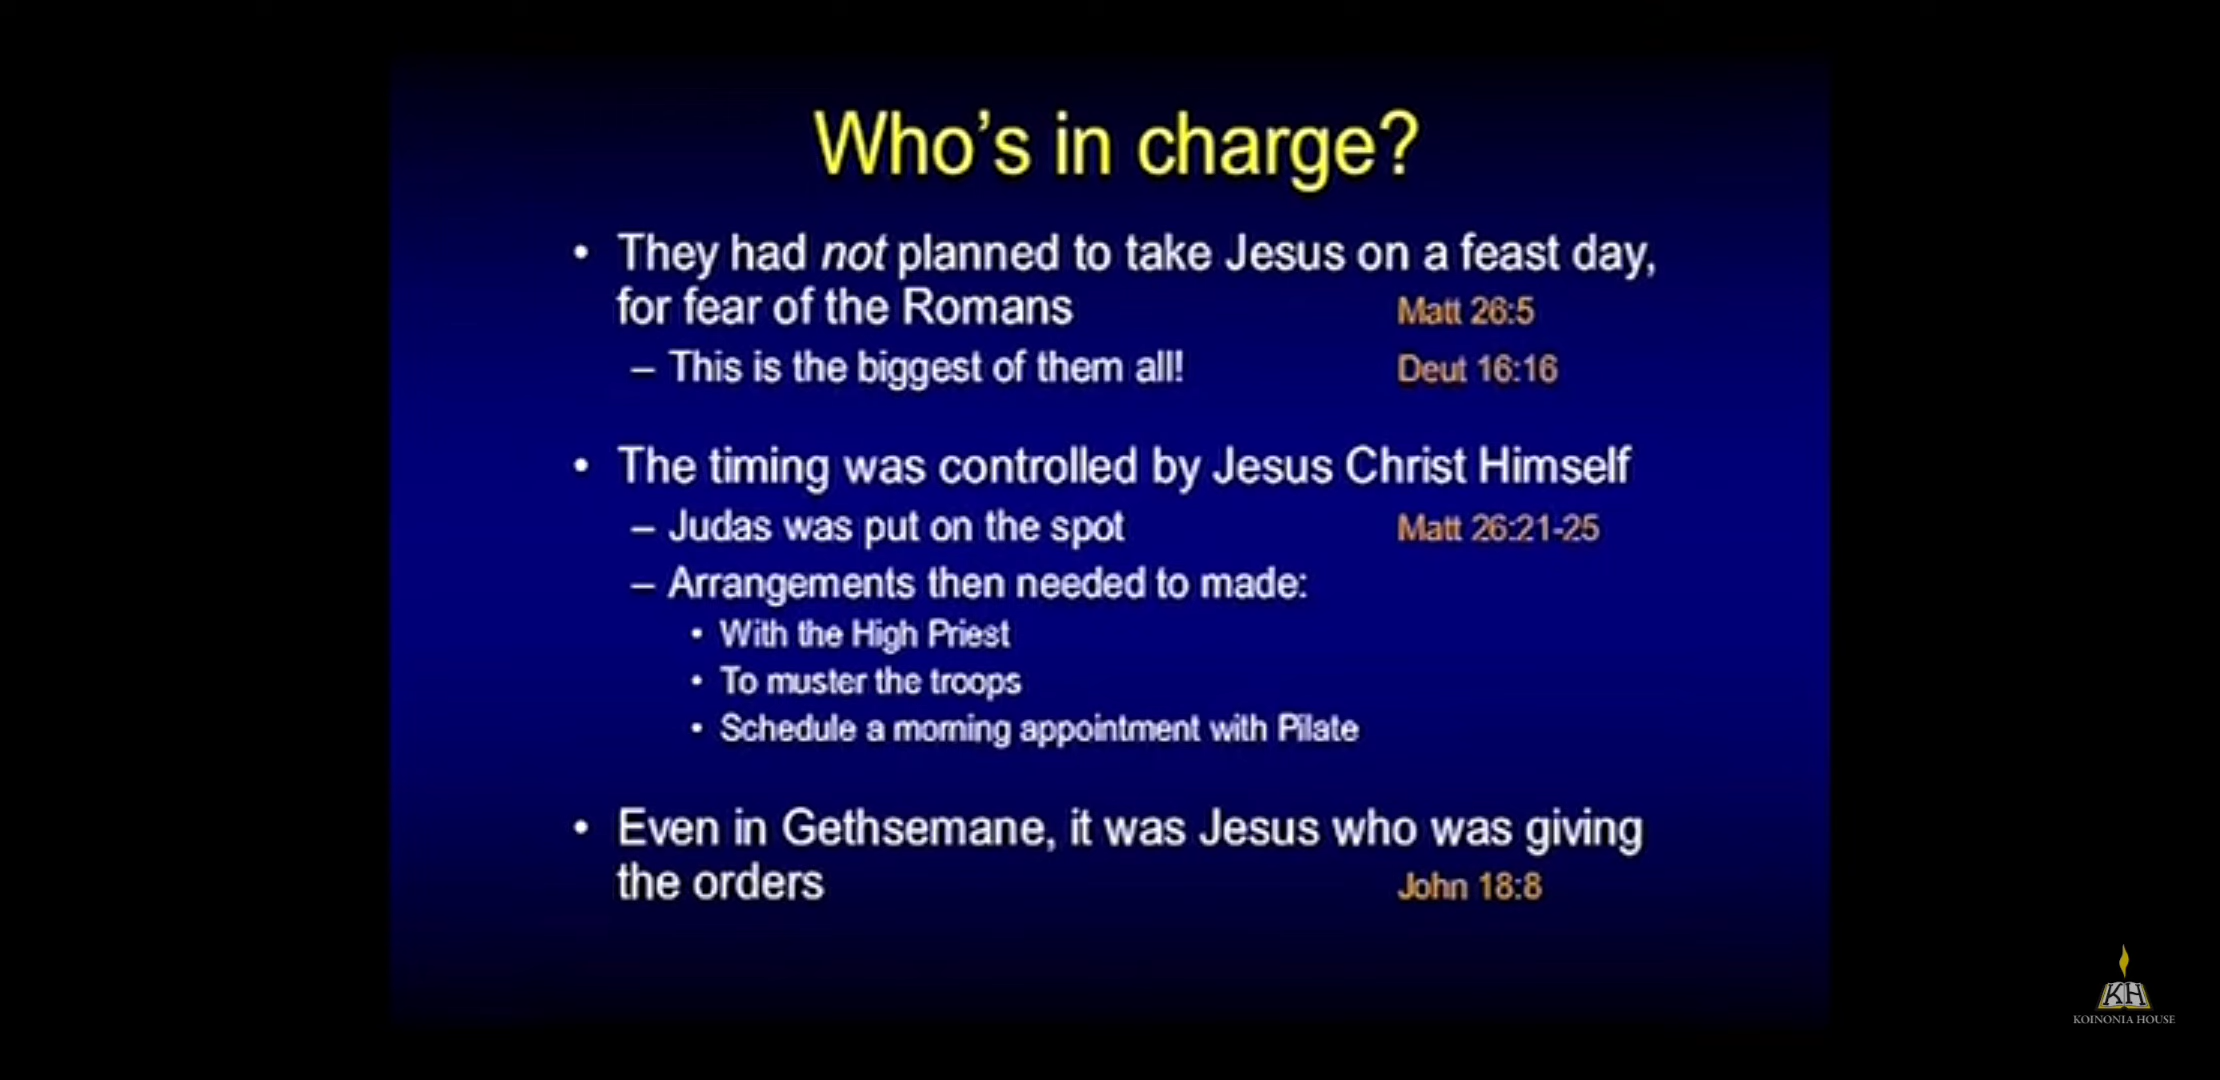 Who's in charge?
• They had not planned to take Jesus on a feast day,
for fear of the Romans Matt 26:5
– This is the biggest of them all! Deut 16:16
• The timing was controlled by Jesus Christ Himself
– Judas was put on the spot Matt 26:21-25
– Arrangements then needed to made:
• With the High Priest
• To muster the troops
• Schedule a morning appointment with Pilate
• Even in Gethsemane, it was Jesus who was giving
the orders John 18:8
KH
KOINONIA HOUSE